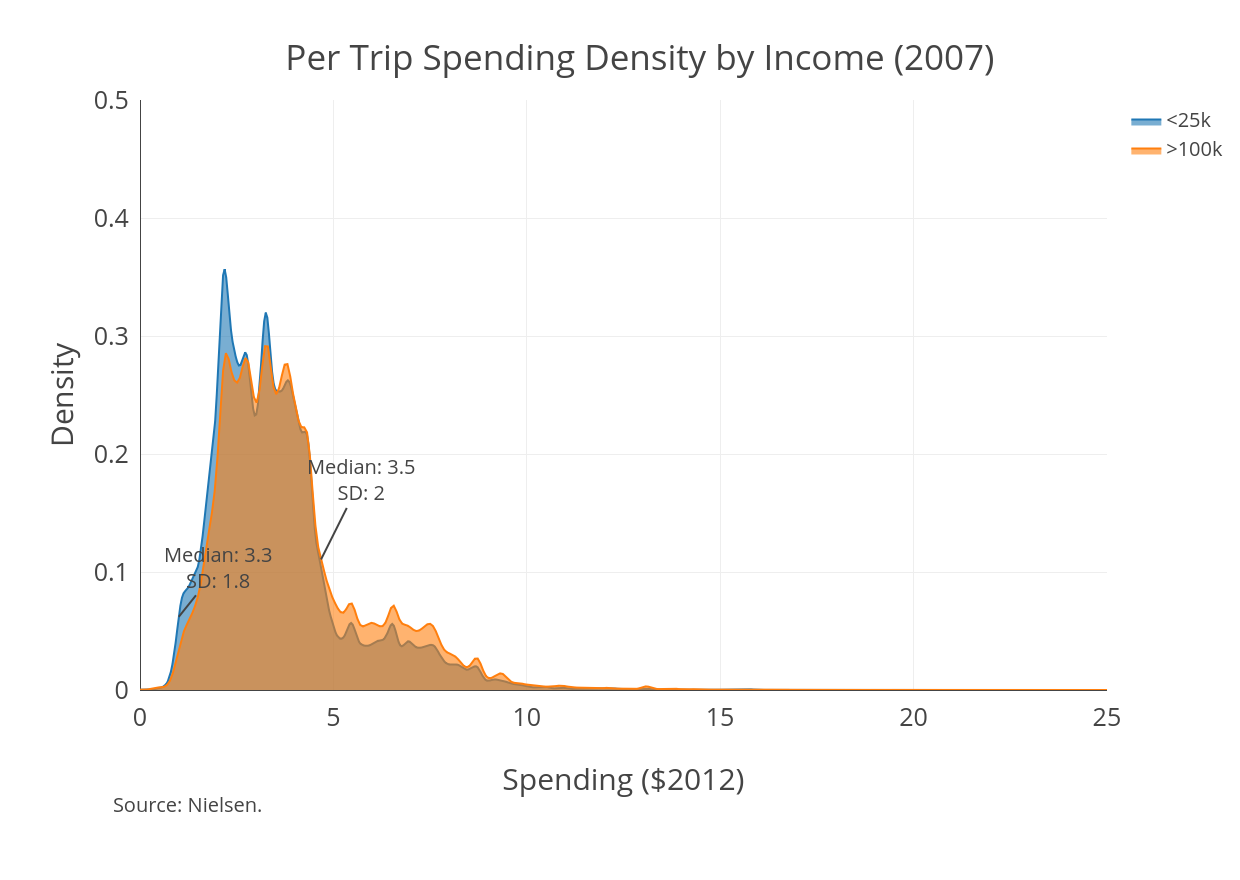 Per Trip Spending Density by Income (2007)
0.5
0.4
0.3
0.2
0.1
0
Density
<25k
>100k
Median: 3.5
SD: 2
Median: 3.3
SD: 1.8
0 5 10 15 20 25
Spending ($2012)
Source: Nielsen.